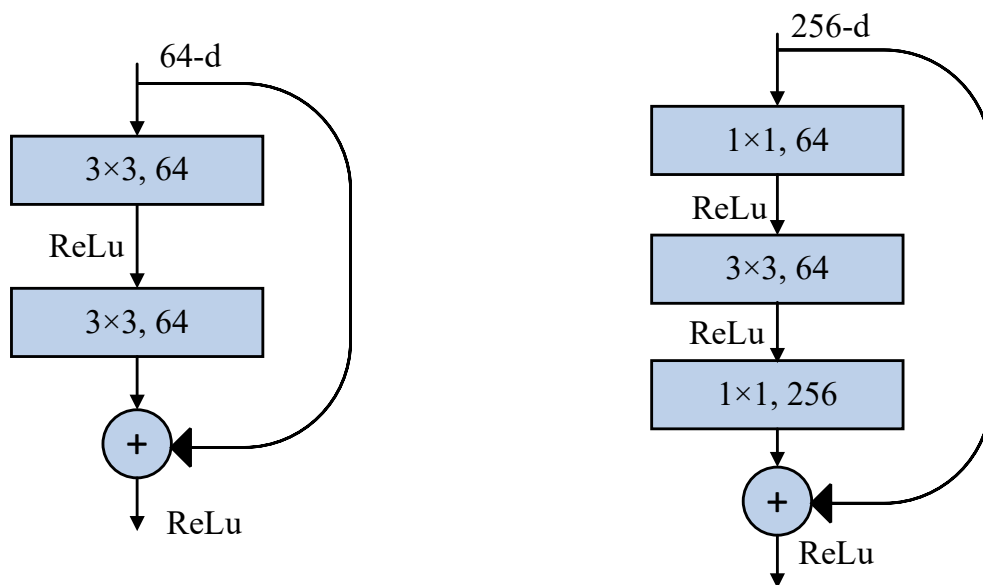 64-d
3×3, 64
ReLu
3×3, 64
+
ReLu
256-d
1×1, 64
ReLu
3×3, 64
ReLu
1×1, 256
+
ReLu